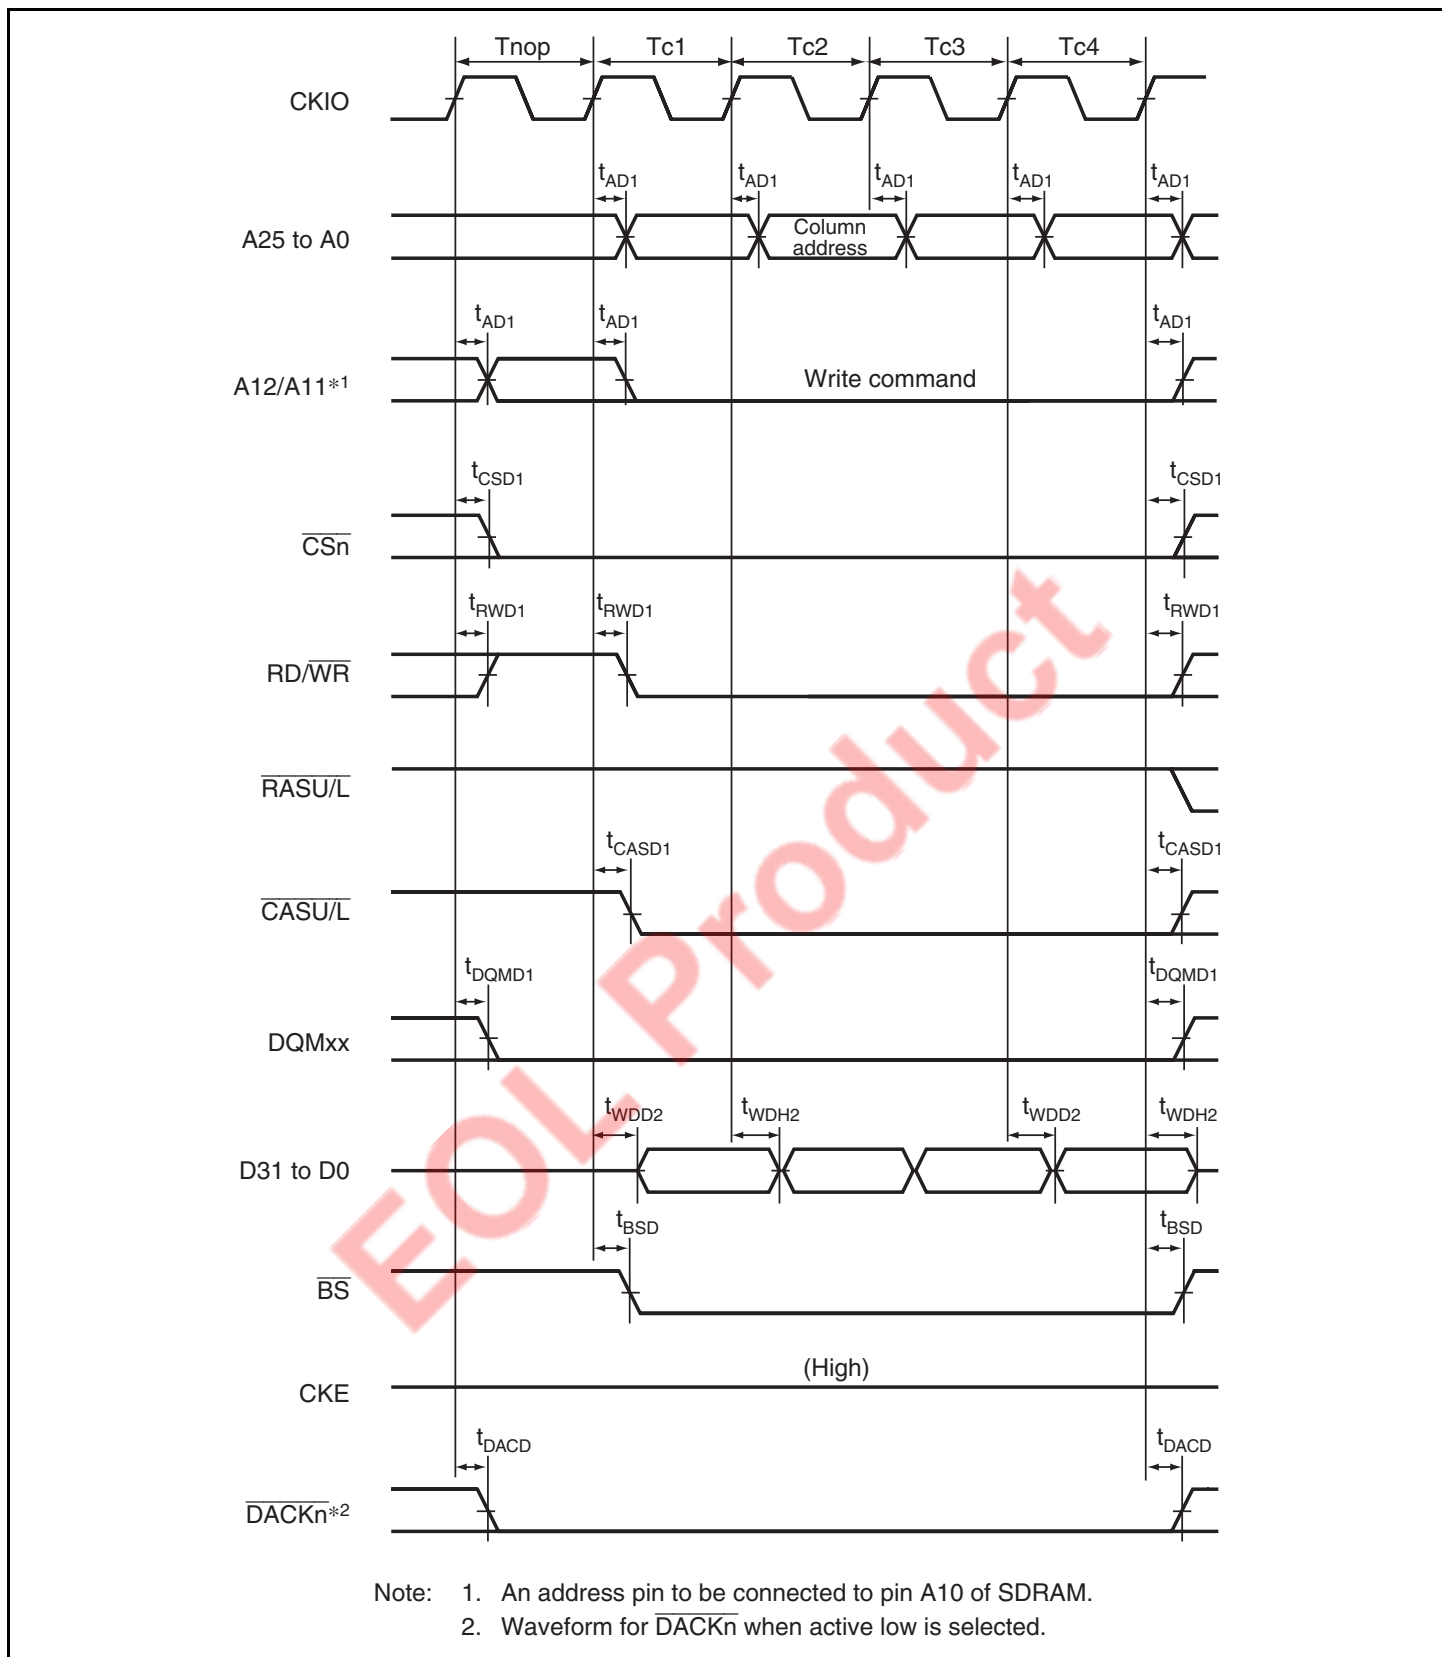 Tnop Tc1 Tc2 Tc3 Tc4
CKIO
tAD1 tAD1 tAD1 tAD1 tAD1
A25 to A0
Column
address
tAD1 tAD1 tAD1
A12/A11*1
Write command
tCSD1 tCSD1
CSn
tRWD1 tRWD1 tRWD1
RD/WR
RASU/L
tCASD1 tCASD1
CASU/L
tDQMD1 tDQMD1
DQMxx
tWDD2 tWDH2 tWDD2 tWDH2
D31 to D0
tBSD tBSD
BS
(High)
CKE
tDACD tDACD
DACKn*2
Note: 1. An address pin to be connected to pin A10 of SDRAM.
2. Waveform for DACKn when active low is selected.
EOL Product